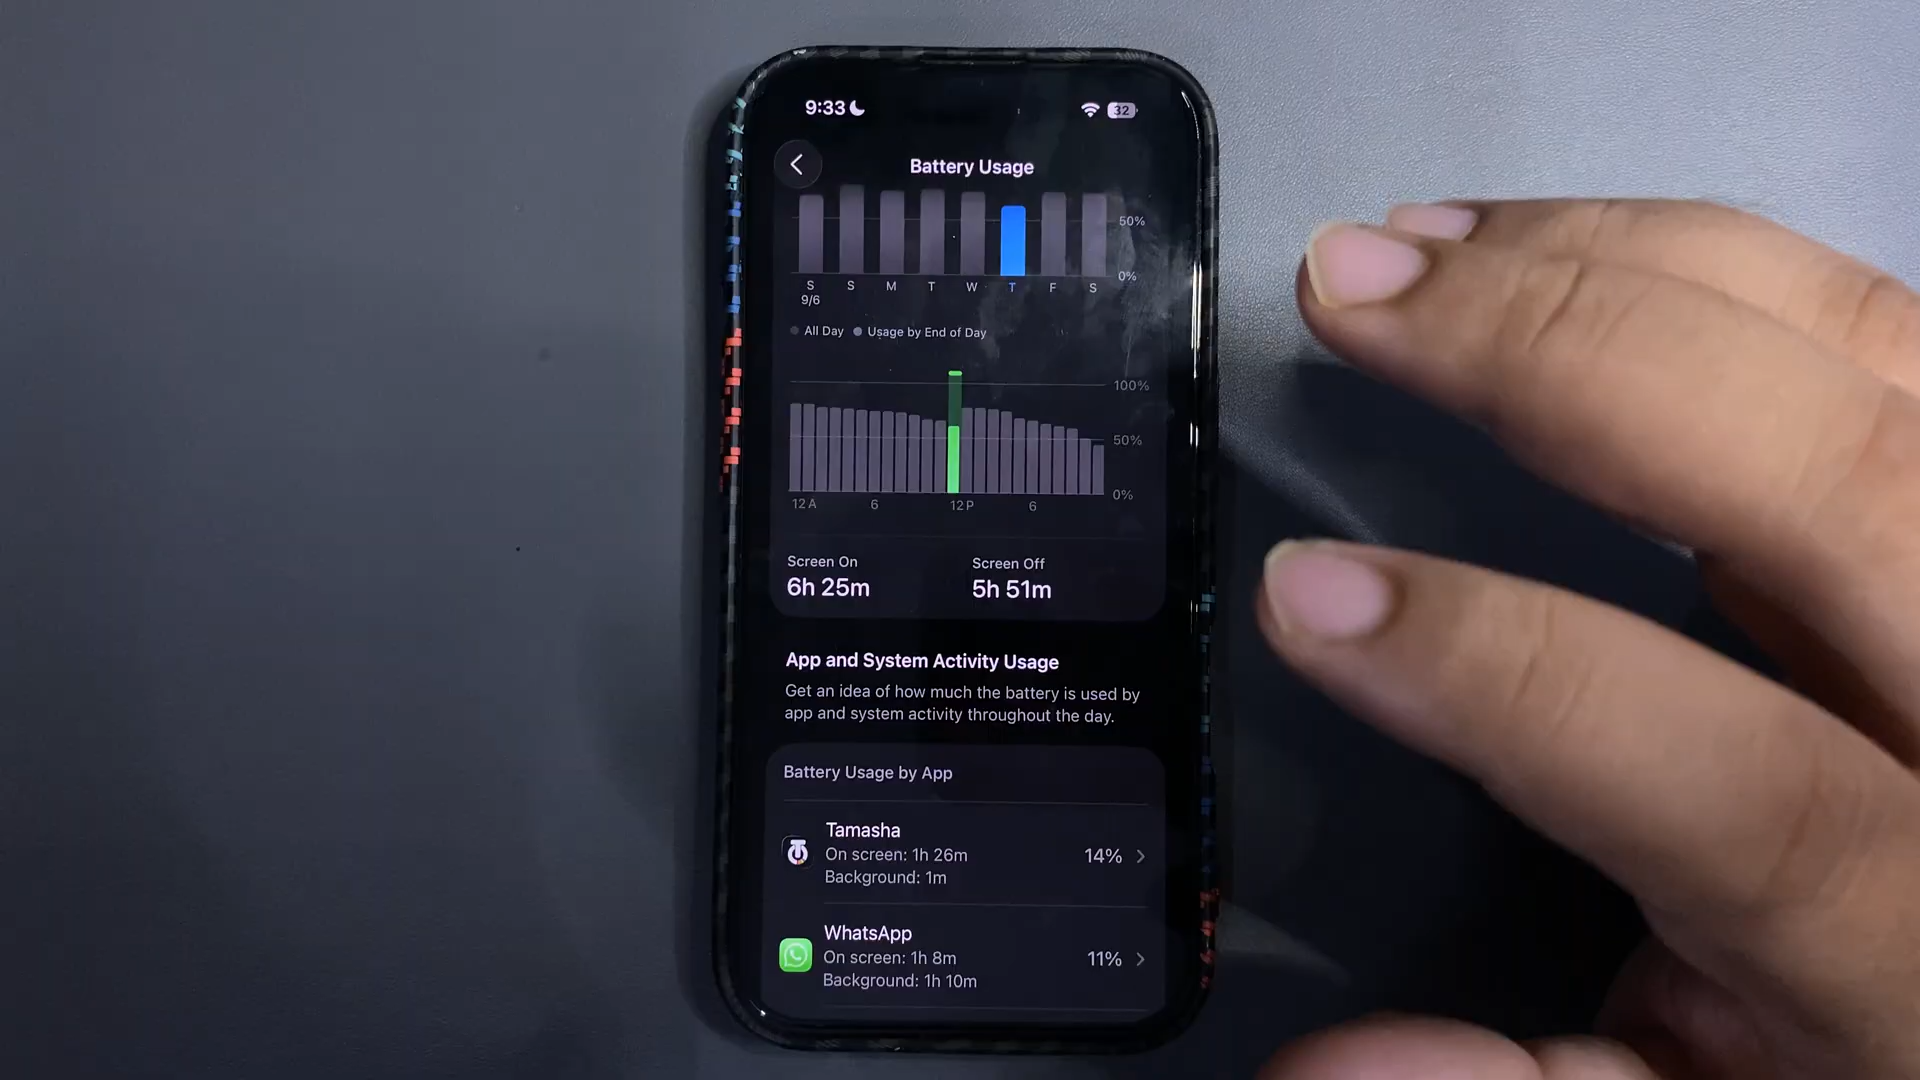 9:33
32
Battery Usage
50%
0%
S S M T W T F S
9/6
All Day Usage by End of Day
100%
50%
0%
12 A 6 12 P 6
Screen On Screen Off
6h 25m 5h 51m
App and System Activity Usage
Get an idea of how much the battery is used by
app and system activity throughout the day.
Battery Usage by App
Tamasha
On screen: 1h 26m
14%
Background: 1m
WhatsApp
On screen: 1h 8m
11%
Background: 1h 10m